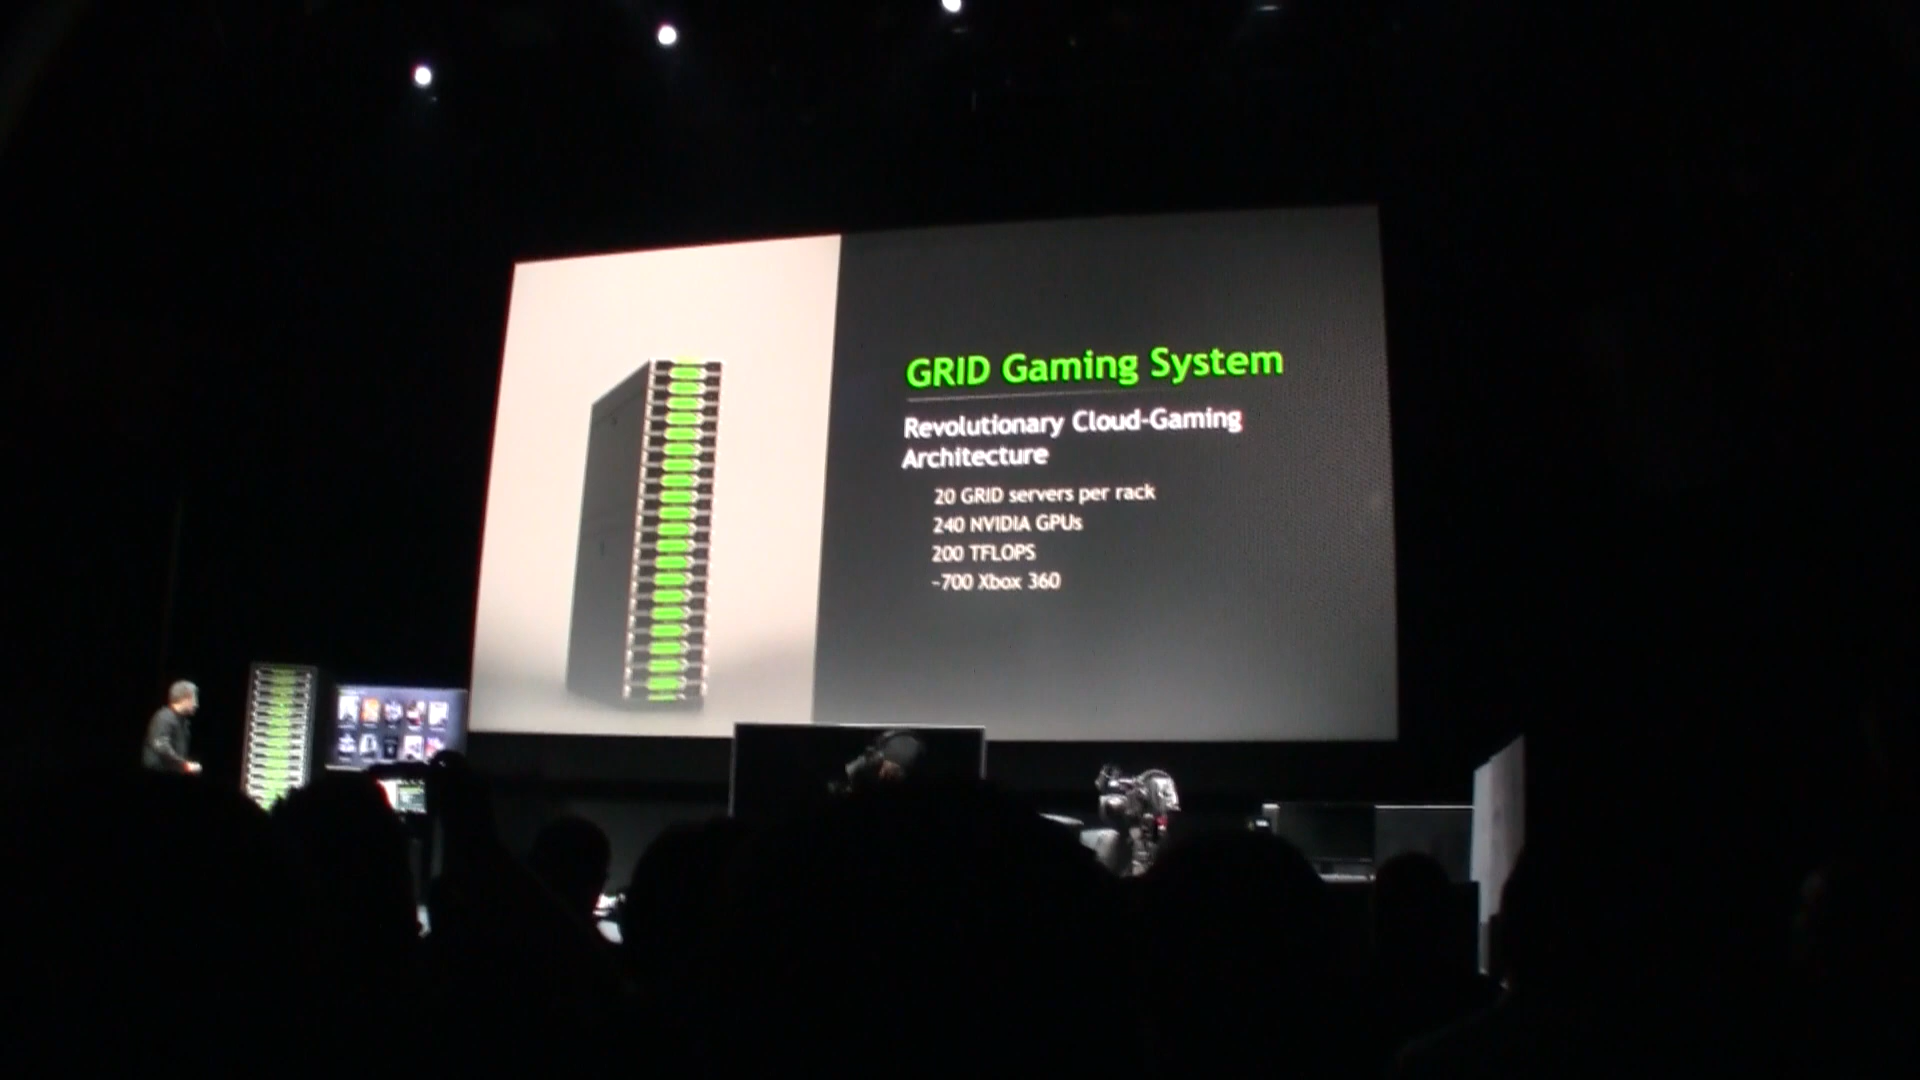 GRID Gaming System
Revolutionary Cloud-Gaming
Architecture
20 GRID servers per rack
240 NVIDIA GPUs
200 TFLOPS
~700 Xbox 360